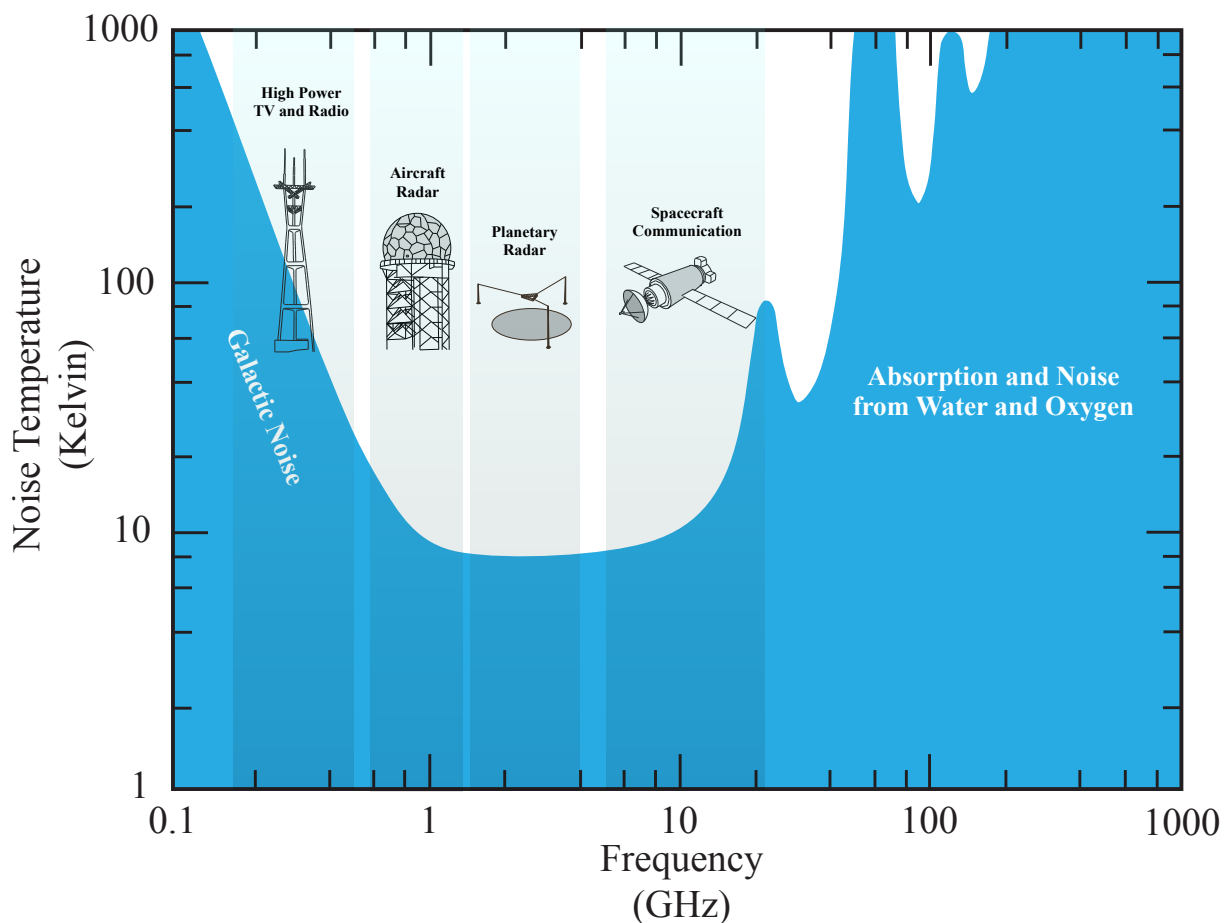 1000
High Power
TV and Radio
Aircraft
Radar
Planetary
Radar
Spacecraft
Communication
100
Noise Temperature
(Kelvin)
Galactic Noise
Absorption and Noise
from Water and Oxygen
10
1
0.1
1
10
100
1000
Frequency
(GHz)